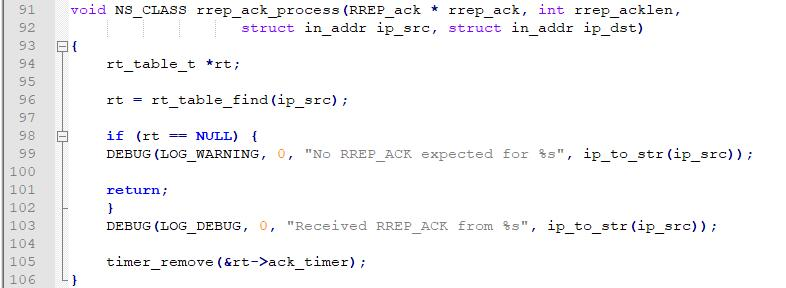 91 void NS_CLASS rrep_ack_process(RREP_ack * rrep_ack, int rrep_acklen,
92 struct in_addr ip_src, struct in_addr ip_dst)
93 {
94 rt_table_t *rt;
95
96 rt = rt_table_find(ip_src);
97
98 if (rt == NULL) {
99 DEBUG(LOG_WARNING, 0, "No RREP_ACK expected for %s", ip_to_str(ip_src));
100
101 return;
102 }
103 DEBUG(LOG_DEBUG, 0, "Received RREP_ACK from %s", ip_to_str(ip_src));
104
105 timer_remove(&rt->ack_timer);
106 }